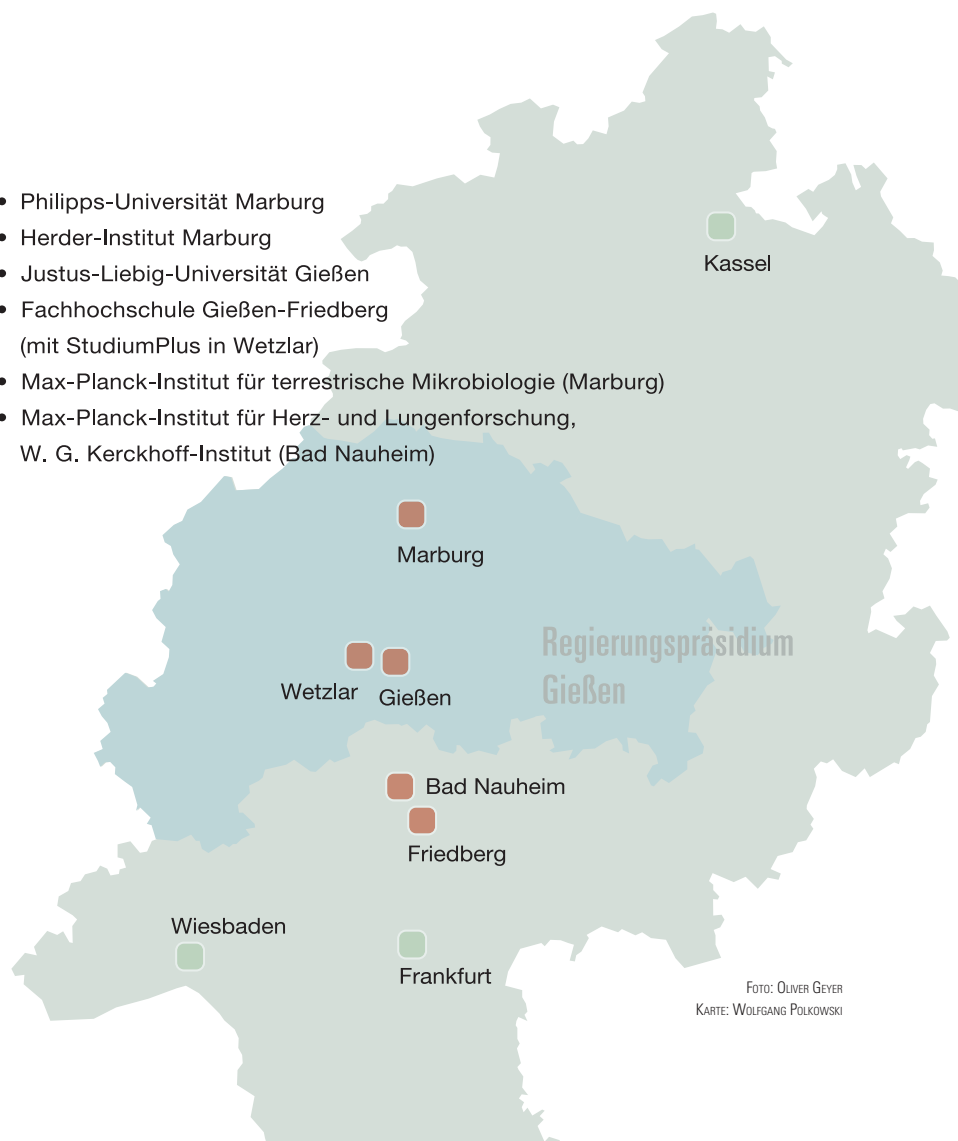 • Philipps-Universität Marburg
• Herder-Institut Marburg
• Justus-Liebig-Universität Gießen
• Fachhochschule Gießen-Friedberg
(mit StudiumPlus in Wetzlar)
• Max-Planck-Institut für terrestrische Mikrobiologie (Marburg)
• Max-Planck-Institut für Herz- und Lungenforschung,
W. G. Kerckhoff-Institut (Bad Nauheim)
Kassel
Marburg
Regierungspräsidium
Gießen
Wetzlar
Gießen
Bad Nauheim
Friedberg
Wiesbaden
Frankfurt
Foto: Oliver Geyer
Karte: Wolfgang Polkowski